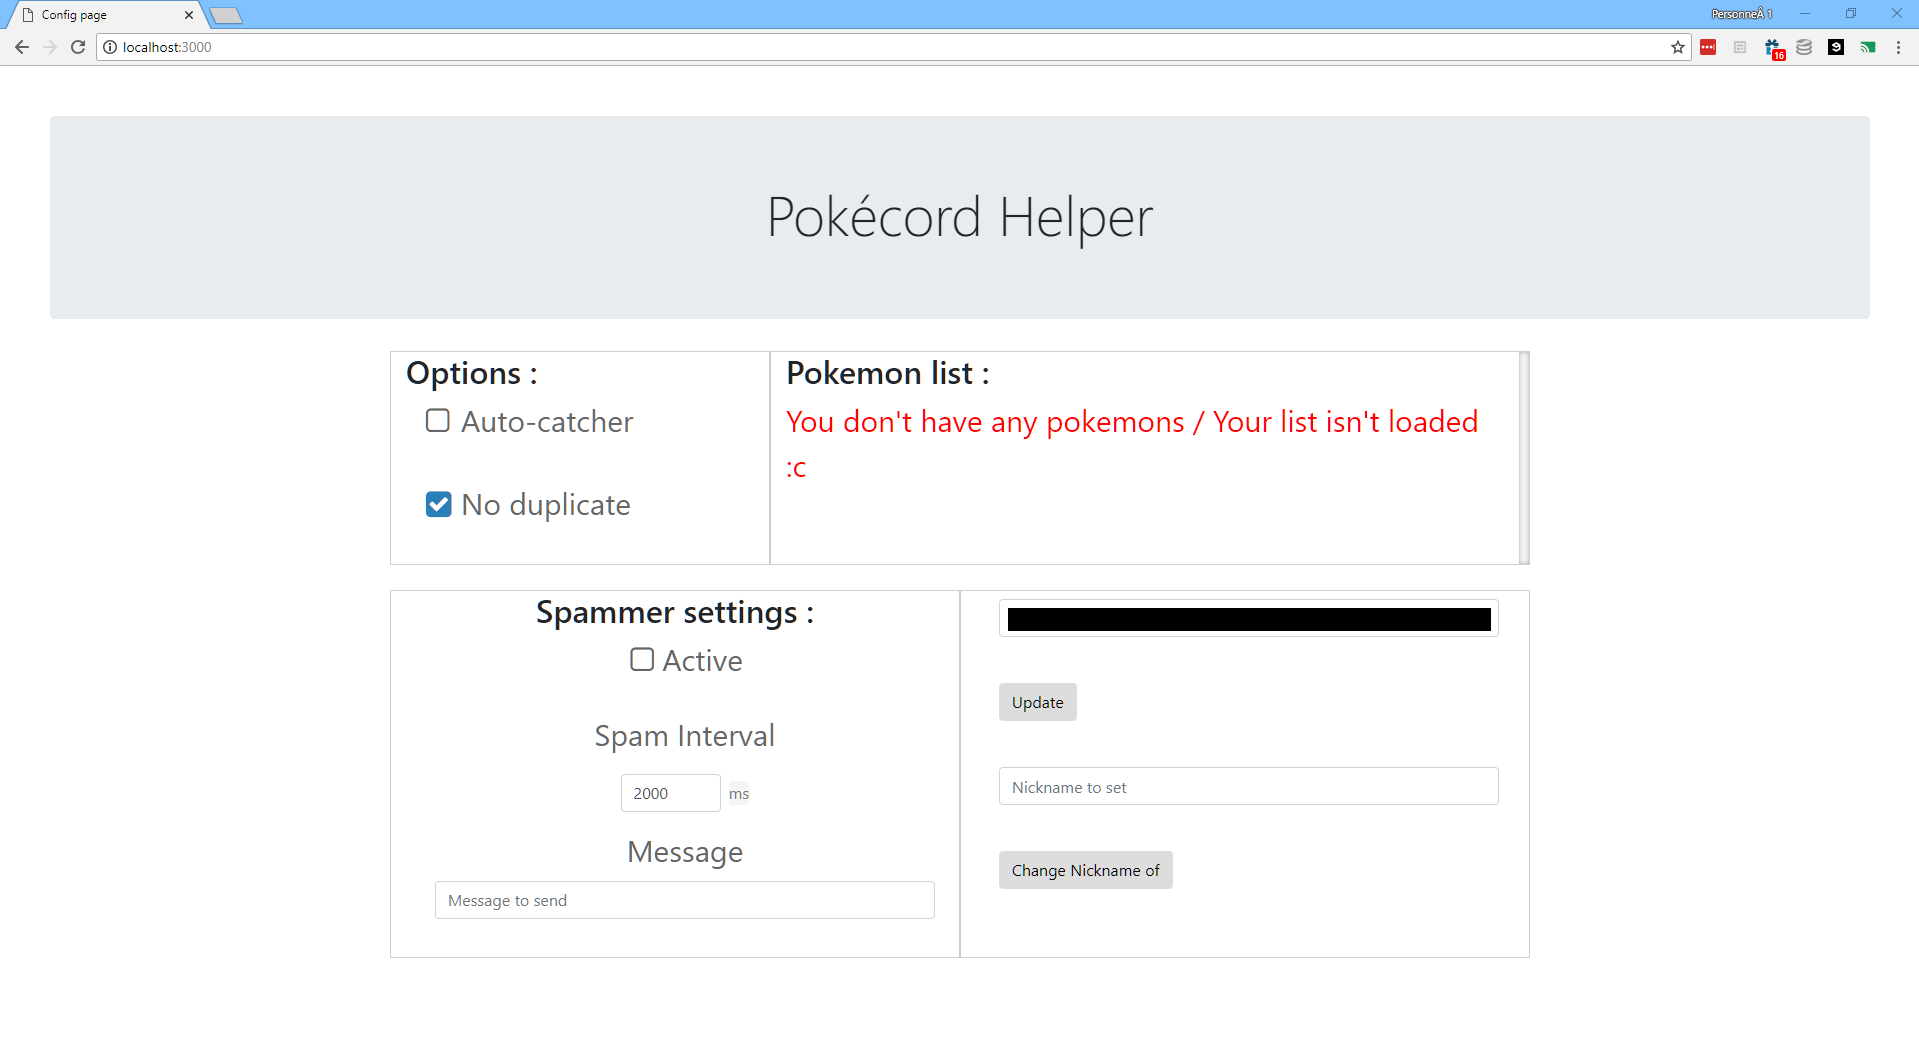 Config page
PersonneÂ 1
localhost:3000
16
Pokécord Helper
Options :
Auto-catcher
No duplicate
Pokemon list :
You don't have any pokemons / Your list isn't loaded
:c
Spammer settings :
Active
Spam Interval
2000 ms
Message
Message to send
Update
Nickname to set
Change Nickname of